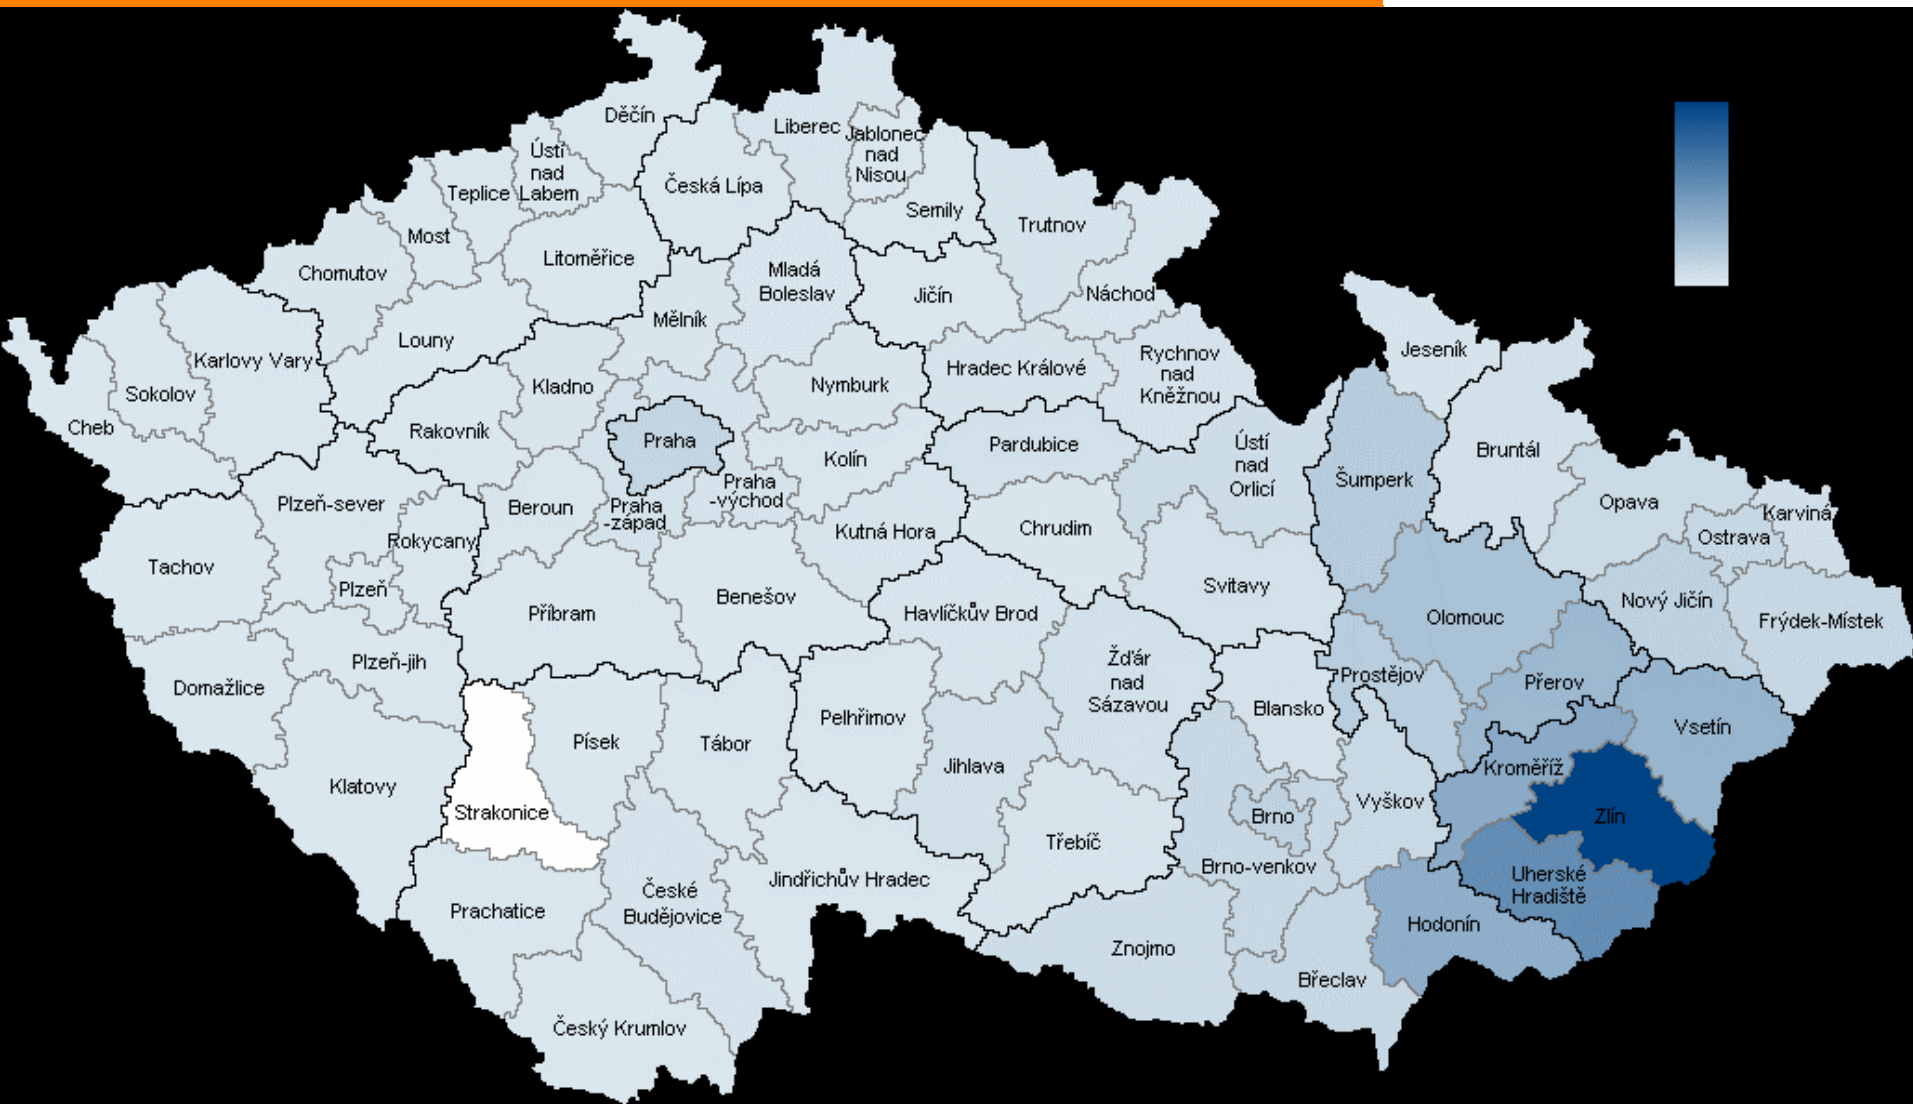 Děčín
Liberec
Jablonec
nad
Nisou
Ústí
nad
Labem
Teplice
Česká Lípa
Semily
Trutnov
Most
Litoměřice
Chomutov
Mladá
Boleslav
Jičín
Náchod
Mělník
Louny
Karlovy Vary
Sokolov
Cheb
Kladno
Nymburk
Hradec Králové
Rychnov
nad
Kněžnou
Jeseník
Rakovník
Praha
Kolín
Pardubice
Ústí
nad
Orlicí
Šumperk
Bruntál
Plzeň-sever
Beroun
Praha
-západ
Praha
-východ
Opava
Karviná
Ostrava
Rokycany
Kutná Hora
Chrudim
Tachov
Plzeň
Příbram
Benešov
Havlíčkův Brod
Svitavy
Olomouc
Nový Jičín
Frýdek-Místek
Plzeň-jih
Domažlice
Žďár
nad
Sázavou
Prostějov
Přerov
Pelhřimov
Blansko
Vsetín
Písek
Tábor
Klatovy
Jihlava
Kroměříž
Strakonice
Vyškov
Zlín
Brno
Třebíč
Brno-venkov
Jindřichův Hradec
Uherské
Hradiště
České
Budějovice
Prachatice
Hodonín
Znojmo
Břeclav
Český Krumlov